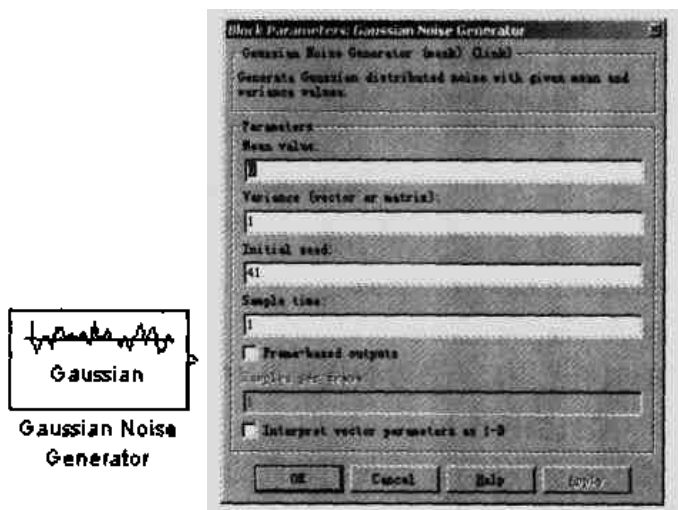 Block Parameters: Gaussian Noise Generator
Gaussian Noise Generator (mask) (link)
Generate Gaussian distributed noise with given mean and
variance values.
Parameters
Mean value:
Variance (vector or matrix):
1
Initial seed:
41
Sample time:
1
Frame-based outputs
Samples per frame
1
Interpret vector parameters as 1-D
OK
Cancel
Help
Apply
Gaussian
Gaussian Noise
Generator